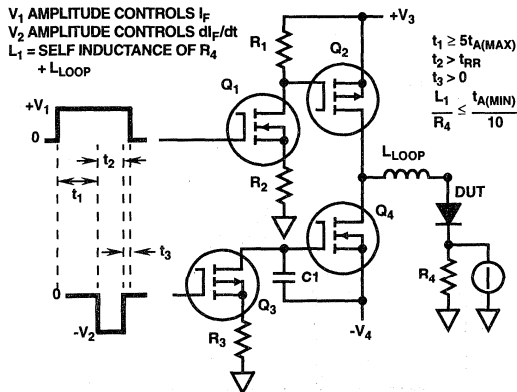 V1 AMPLITUDE CONTROLS IF
V2 AMPLITUDE CONTROLS dIF/dt
L1 = SELF INDUCTANCE OF R4
+ LLOOP
+V1
0
t2
t1
t3
0
-V2
R1
Q1
R2
Q2
+V3
Q3
R3
C1
Q4
-V4
LLOOP
DUT
R4
t1 ≥ 5tA(MAX)
t2 > tRR
t3 > 0
L1/R4 ≤ tA(MIN)/10